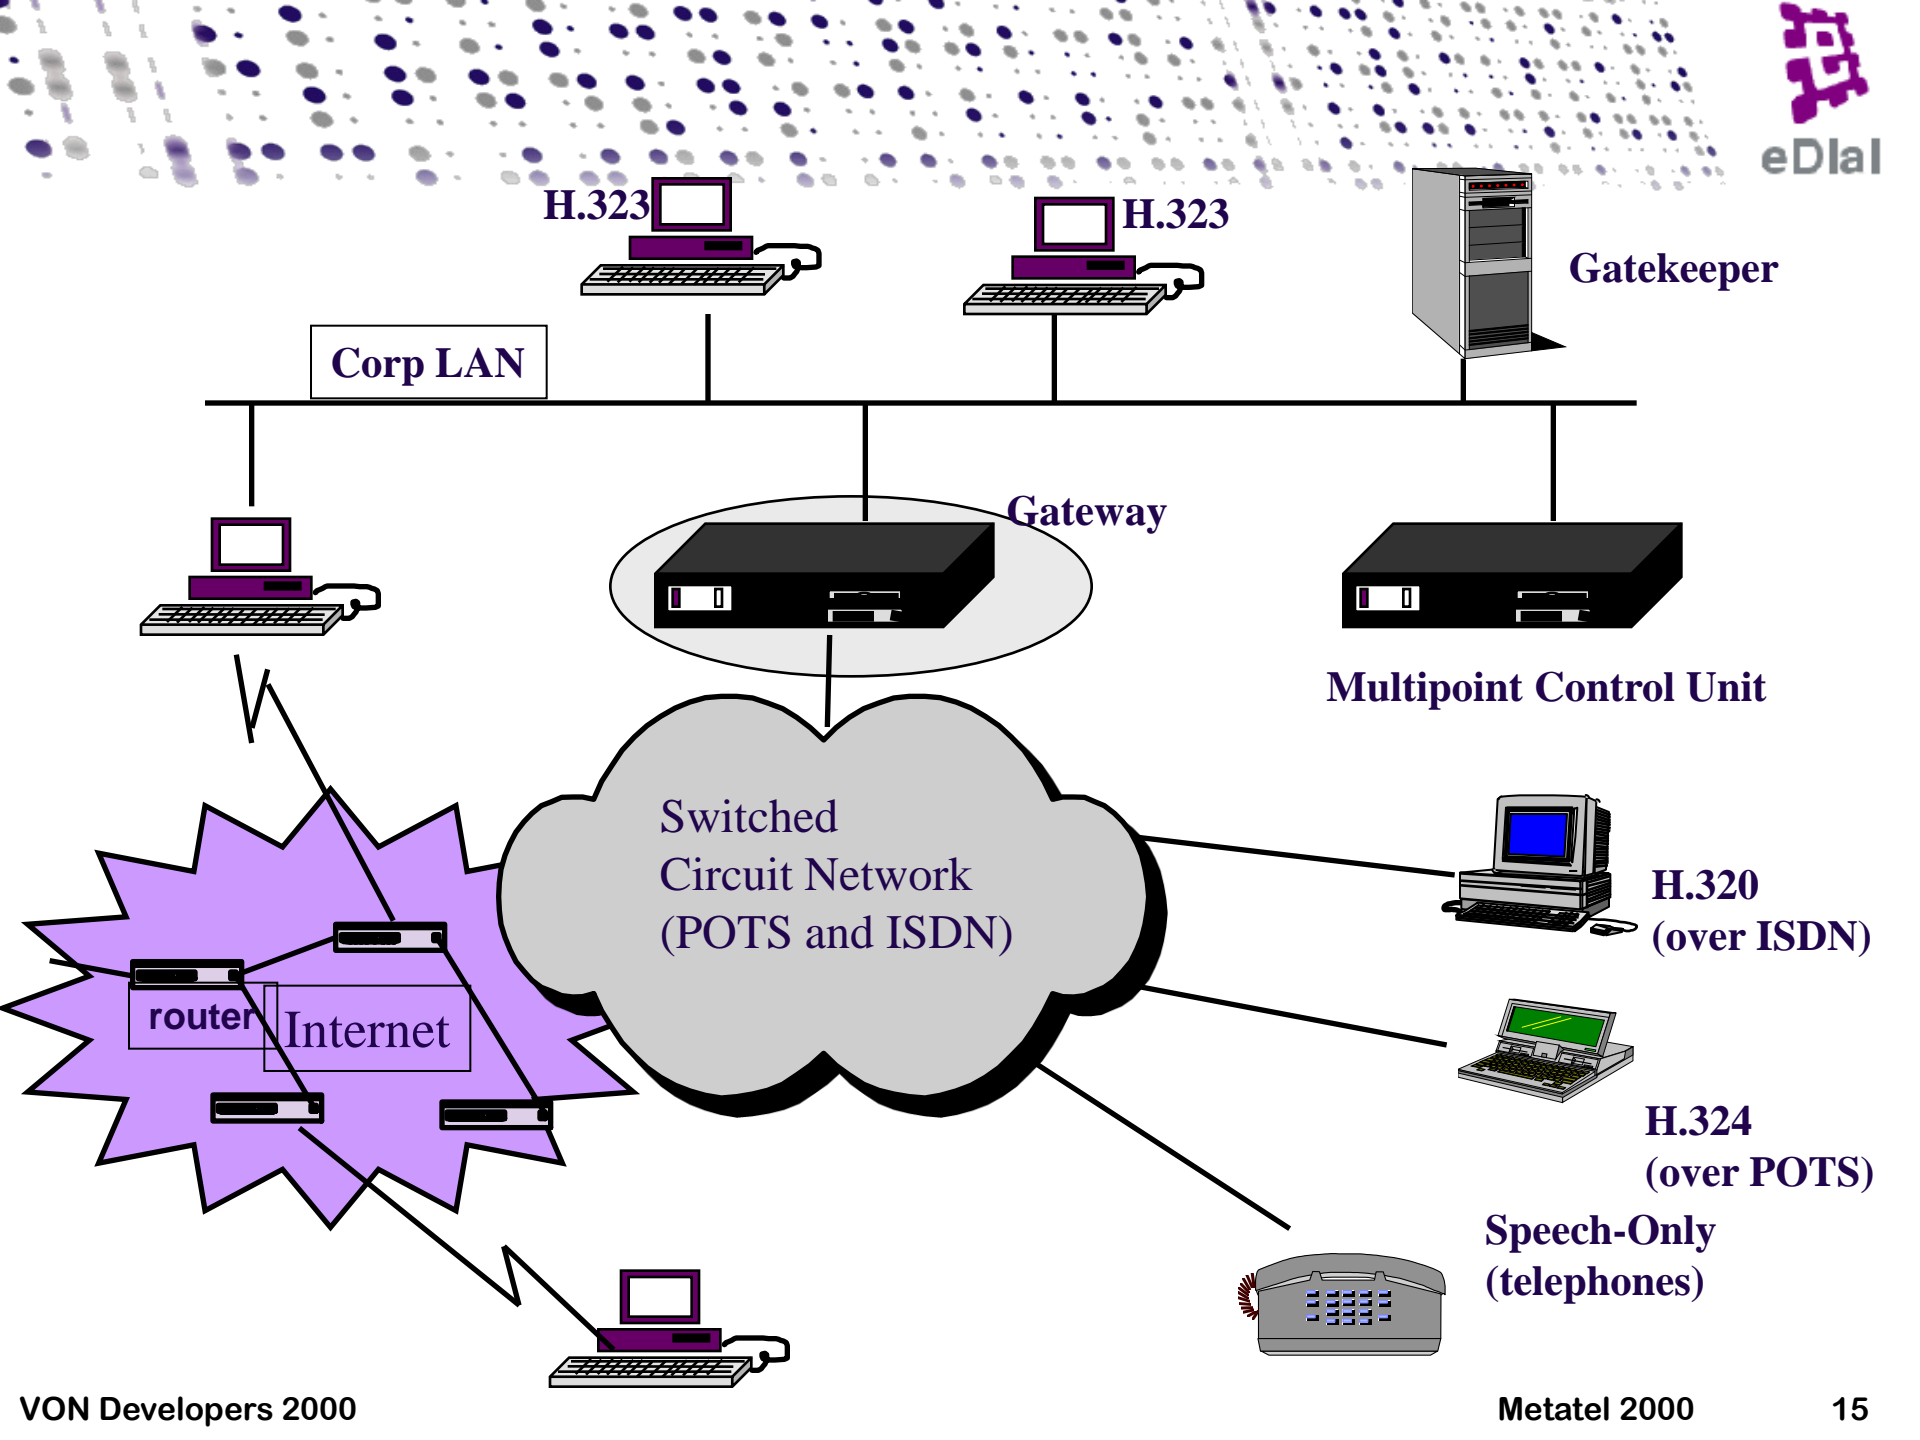 eDIal
H.323
H.323
Gatekeeper
Corp LAN
Gateway
Multipoint Control Unit
Switched
Circuit Network
(POTS and ISDN)
H.320
(over ISDN)
router
Internet
H.324
(over POTS)
Speech-Only
(telephones)
VON Developers 2000
Metatel 2000
15